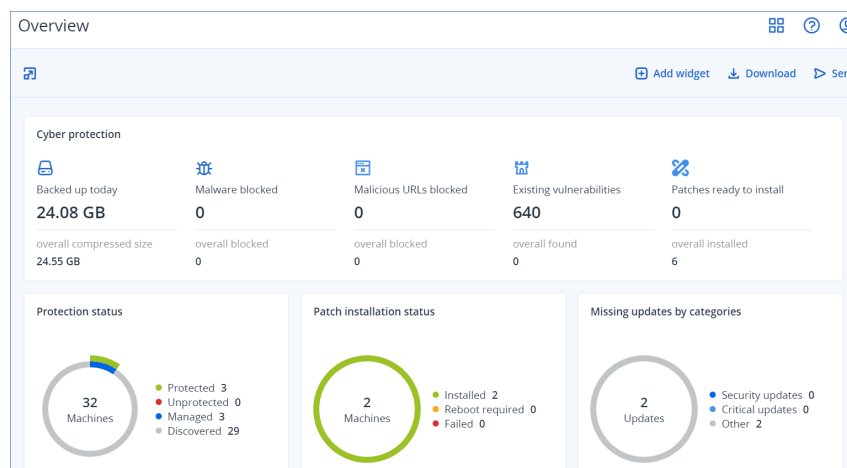 Overview
Add widget Download Ser
Cyber protection
Backed up today Malware blocked Malicious URLs blocked Existing vulnerabilities Patches ready to install
24.08 GB 0 0 640 0
overall compressed size overall blocked overall blocked overall found overall installed
24.55 GB 0 0 0 6
Protection status Patch installation status Missing updates by categories
32
Machines
Protected 3
Unprotected 0
Managed 3
Discovered 29
2
Machines
Installed 2
Reboot required 0
Failed 0
2
Updates
Security updates 0
Critical updates 0
Other 2